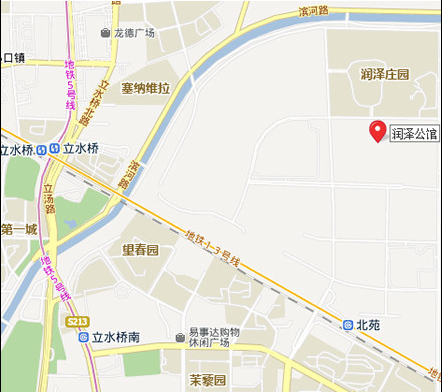 滨河路
龙德广场
口镇
地铁5号线
立水桥北路
塞纳维拉
润泽庄园
润泽公馆
立水桥
立水桥
滨河路
立汤路
第一城
望春园
地铁1-3号线
地铁5号线
S213
立水桥南
北苑
易事达购物
休闲广场
茉黎园
地铁